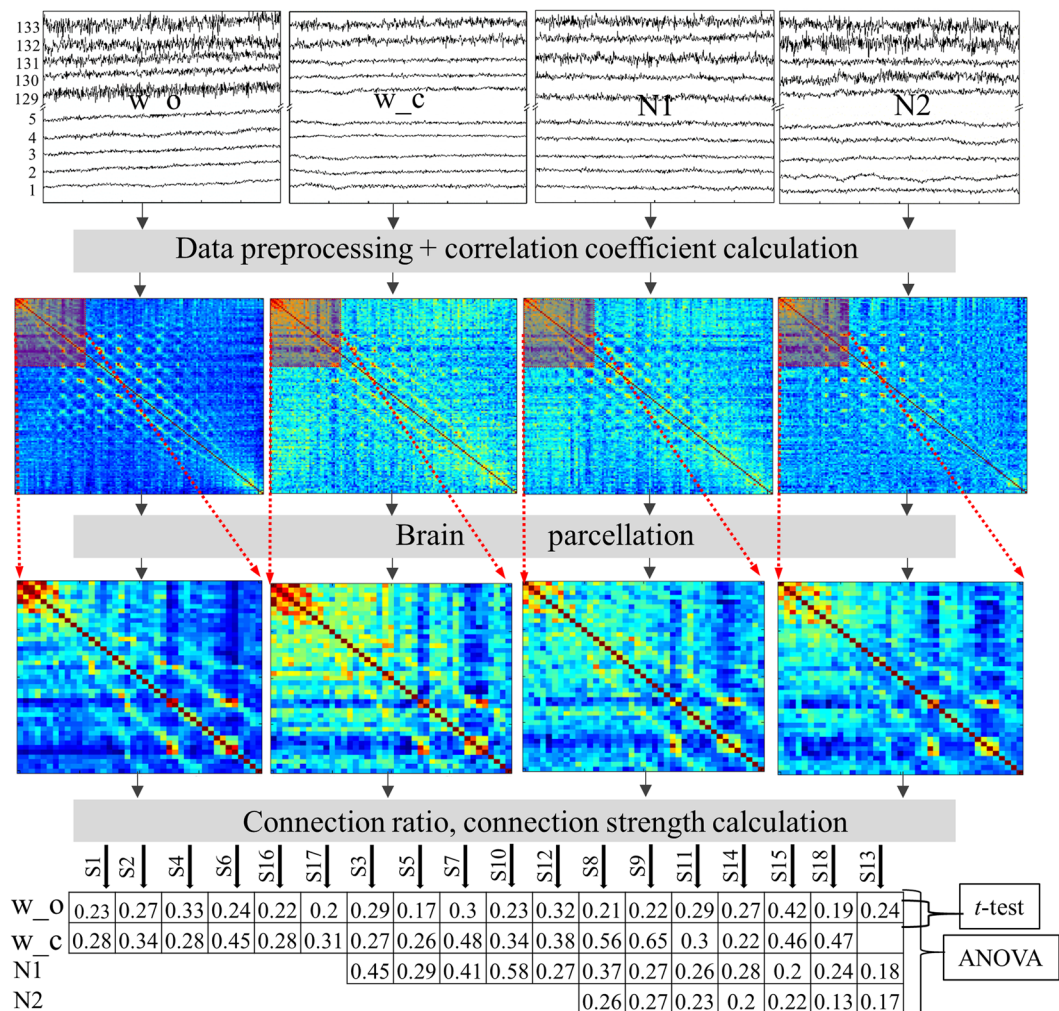 133
132
131
130
129
5
4
3
2
1
w_o
w_c
N1
N2
Data preprocessing + correlation coefficient calculation
Brain parcellation
Connection ratio, connection strength calculation
S1 S2 S4 S6 S16 S17 S3 S5 S7 S10 S12 S8 S9 S11 S14 S15 S18 S13
w_o 0.23 0.27 0.33 0.24 0.22 0.2 0.29 0.17 0.3 0.23 0.32 0.21 0.22 0.29 0.27 0.42 0.19 0.24
w_c 0.28 0.34 0.28 0.45 0.28 0.31 0.27 0.26 0.48 0.34 0.38 0.56 0.65 0.3 0.22 0.46 0.47
N1 0.45 0.29 0.41 0.58 0.27 0.37 0.27 0.26 0.28 0.2 0.24 0.18
N2 0.26 0.27 0.23 0.2 0.22 0.13 0.17
t-test
ANOVA